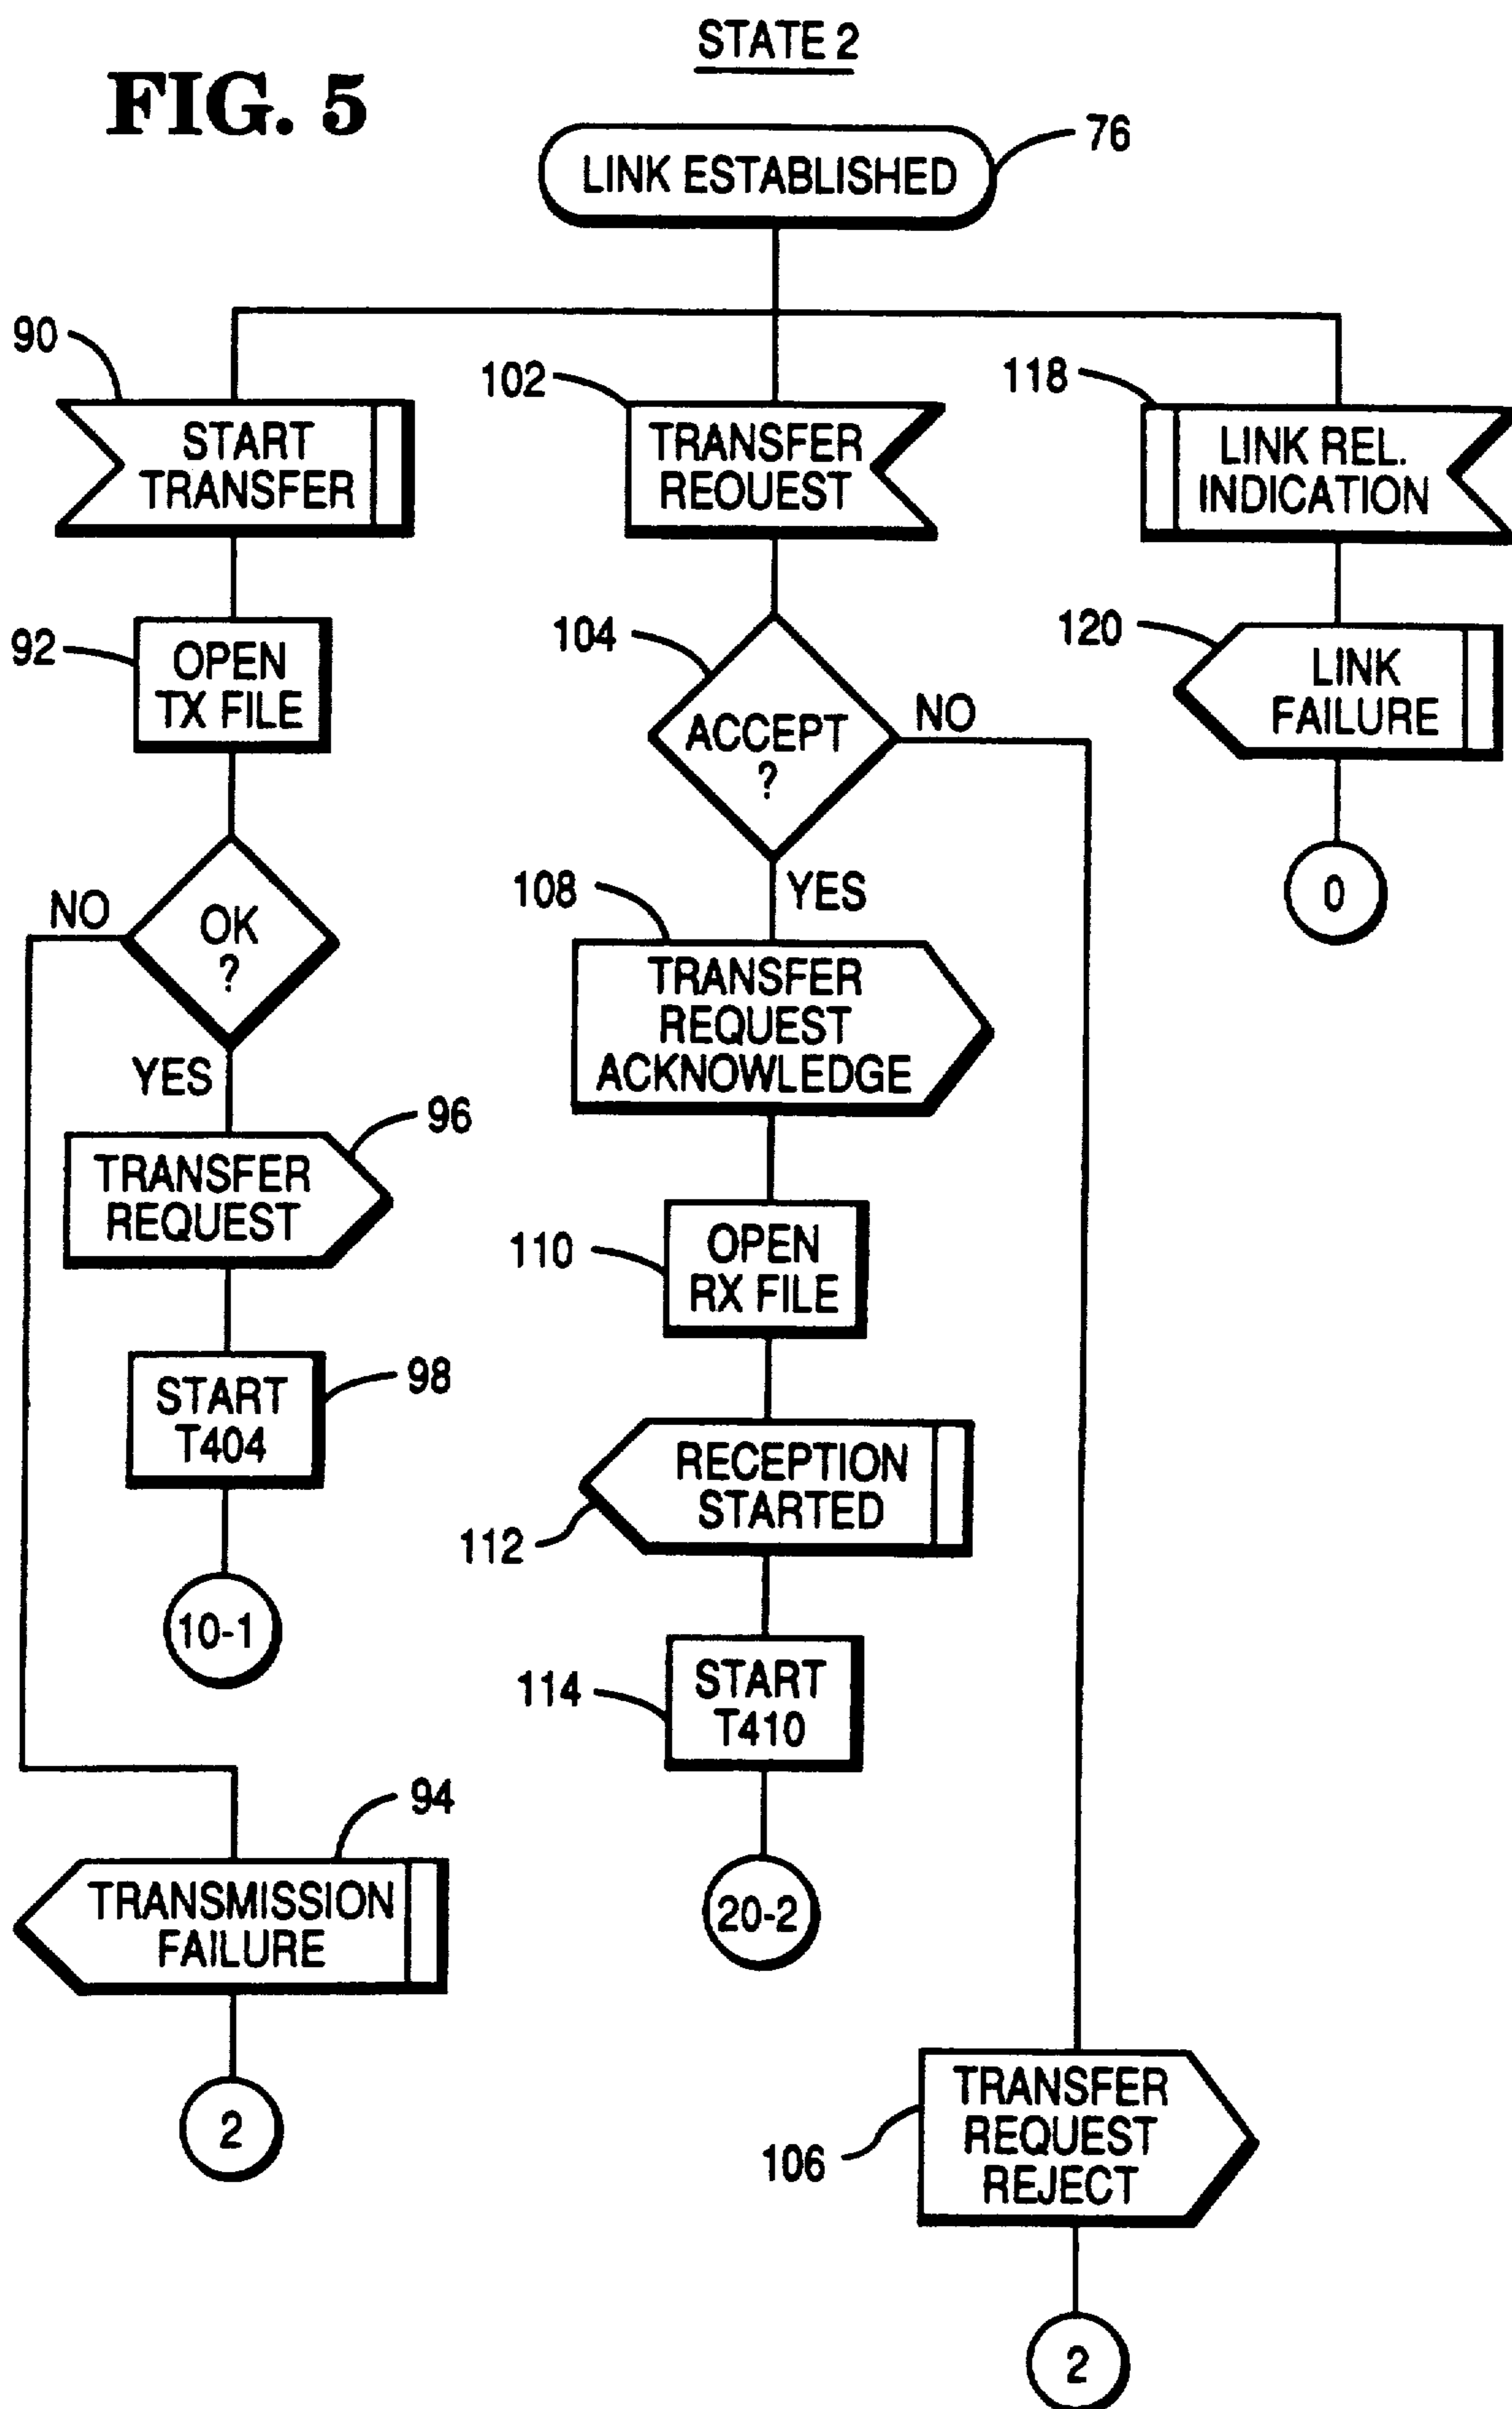 STATE 2
FIG. 5
LINK ESTABLISHED
76
90
START
TRANSFER
92
OPEN
TX FILE
OK
?
NO
YES
96
TRANSFER
REQUEST
98
START
T404
10-1
94
TRANSMISSION
FAILURE
2
102
TRANSFER
REOUEST
104
ACCEPT
?
NO
YES
108
TRANSFER
REQUEST
ACKNOWLEDGE
110
OPEN
RX FILE
RECEPTION
STARTED
112
114
START
T410
20-2
106
TRANSFER
REQUEST
REJECT
2
118
LINK REL.
INDICATION
120
LINK
FAILURE
0